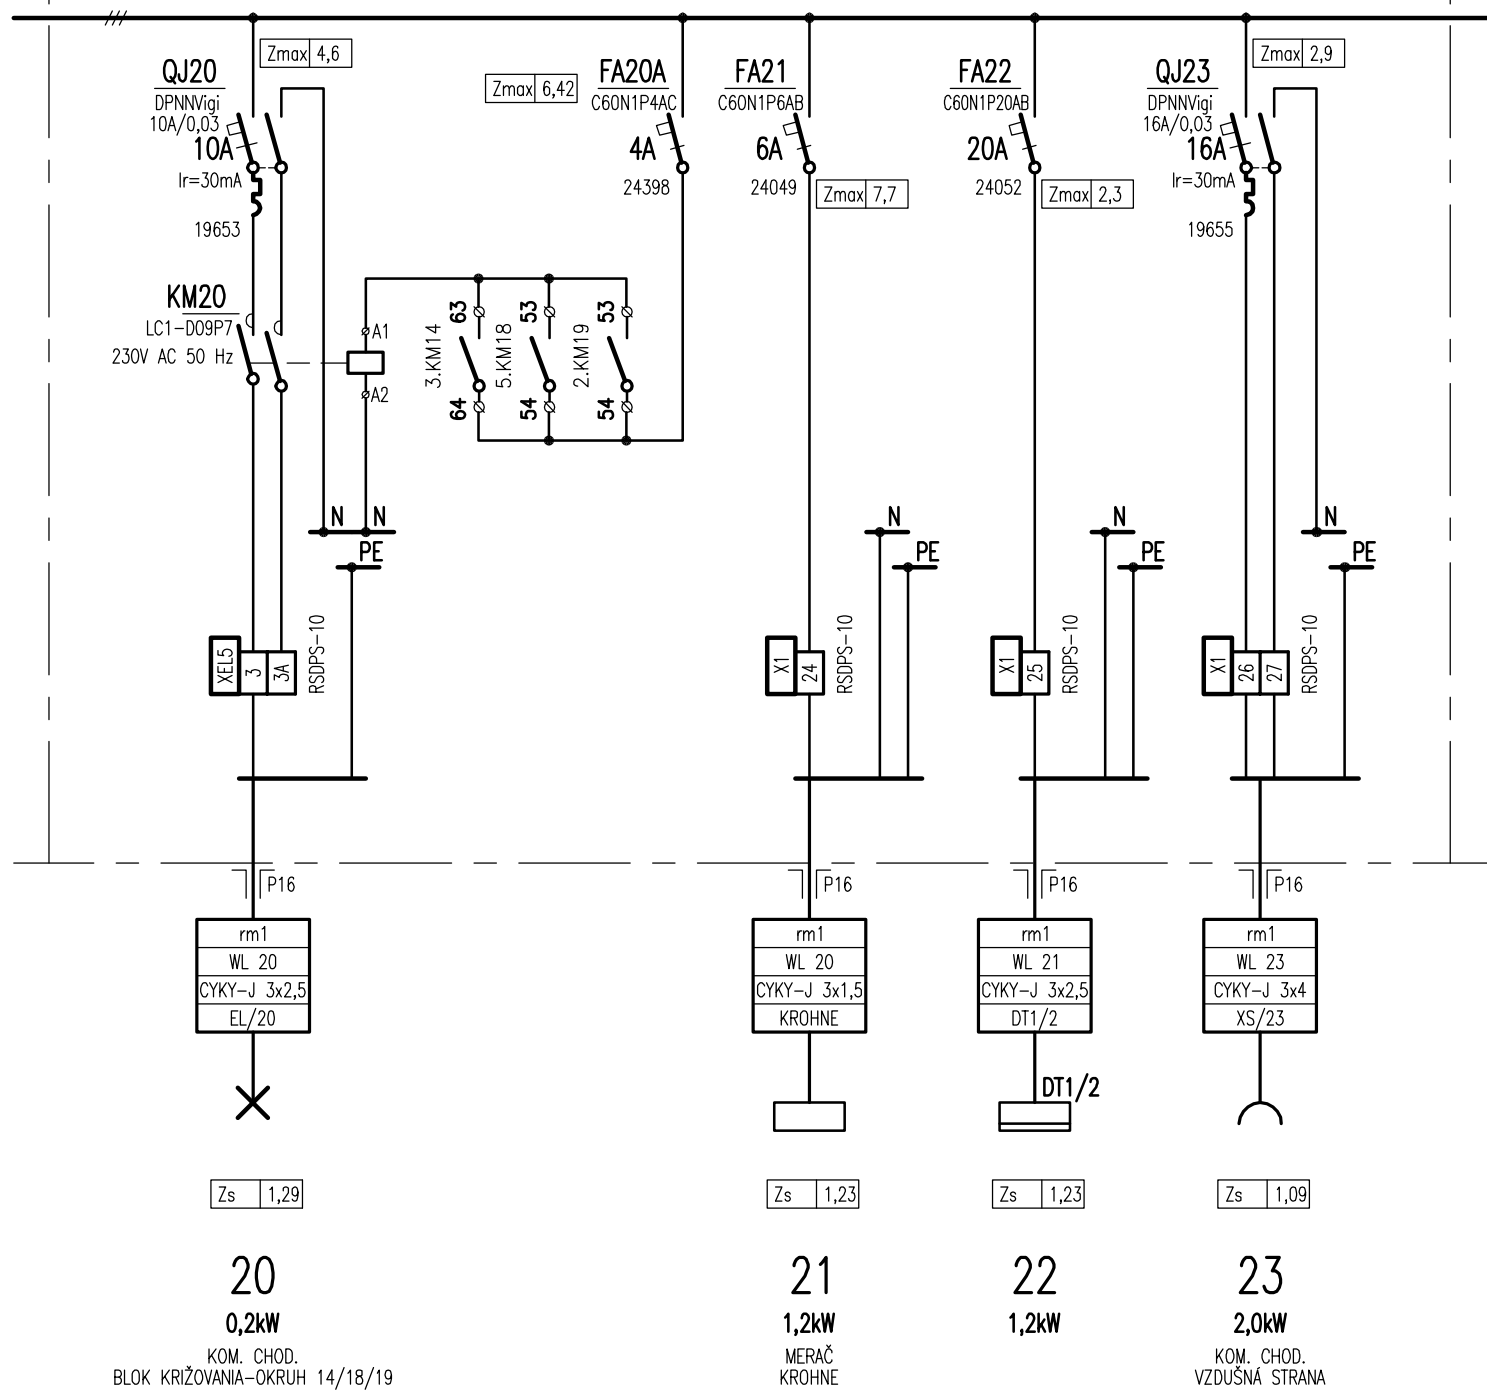 Zmax 4,6
QJ20
DPNNVigi
10A/0,03
10A
Ir=30mA
19653
KM20
LC1-D09P7
230V AC 50 Hz
A1
A2
N N
PE
XEL5 3 3A RSDPS-10
3.KM14 63 64
5.KM18 53 54
2.KM19 53 54
Zmax 6,42
FA20A
C60N1P4AC
4A
24398
FA21
C60N1P6AB
6A
24049
Zmax 7,7
N
PE
X1 24 RSDPS-10
FA22
C60N1P20AB
20A
24052
Zmax 2,3
N
PE
X1 25 RSDPS-10
Zmax 2,9
QJ23
DPNNVigi
16A/0,03
16A
Ir=30mA
19655
N
PE
X1 26 27 RSDPS-10
P16
rm1
WL 20
CYKY-J 3x2,5
EL/20
Zs 1,29
20
0,2kW
KOM. CHOD.
BLOK KRIŽOVANIA-OKRUH 14/18/19
P16
rm1
WL 20
CYKY-J 3x1,5
KROHNE
Zs 1,23
21
1,2kW
MERAČ
KROHNE
P16
rm1
WL 21
CYKY-J 3x2,5
DT1/2
DT1/2
Zs 1,23
22
1,2kW
P16
rm1
WL 23
CYKY-J 3x4
XS/23
Zs 1,09
23
2,0kW
KOM. CHOD.
VZDUŠNÁ STRANA